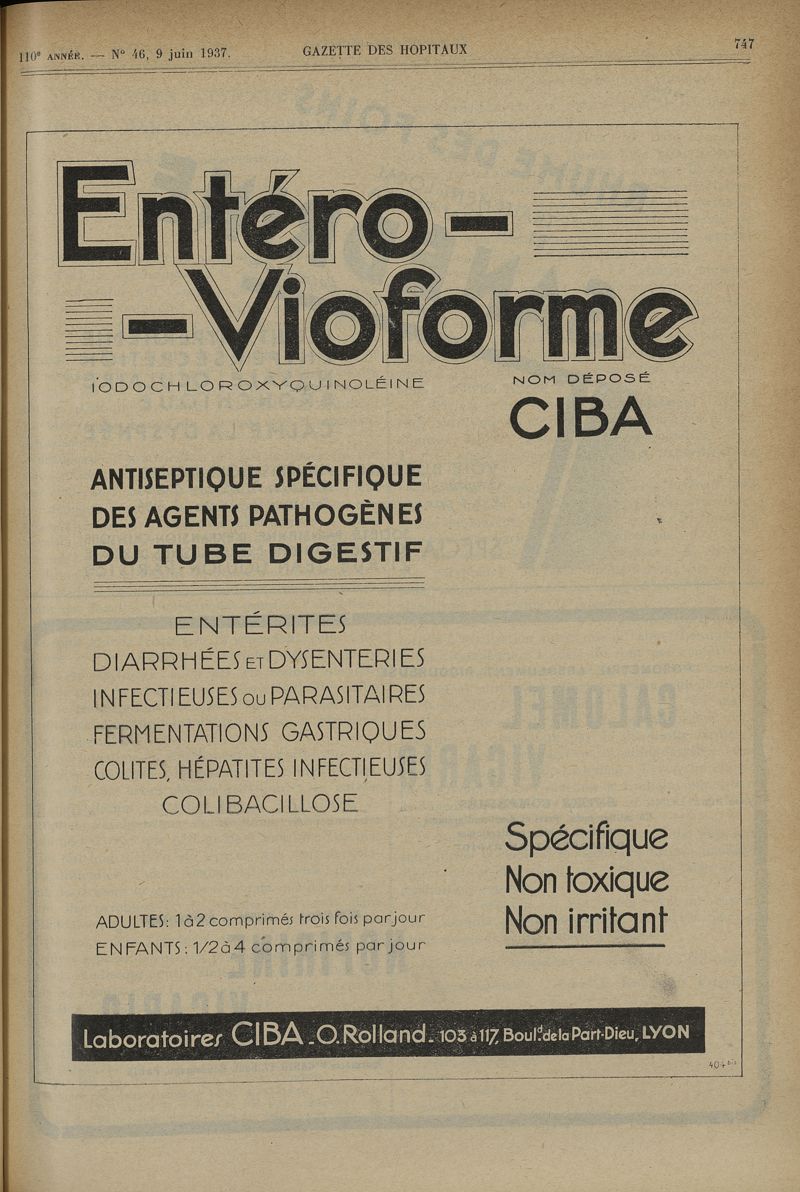 110e ANNÉE. — N° 46, 9 juin 1937. GAZETTE DES HOPITAUX 747
Entéro-
-Vioforme
IODOCHLOROXYQUINOLÉINE
NOM DÉPOSÉ
CIBA
ANTISEPTIQUE SPÉCIFIQUE
DES AGENTS PATHOGÈNES
DU TUBE DIGESTIF
ENTÉRITES
DIARRHÉES ET DYSENTERIES
INFECTIEUSES OU PARASITAIRES
FERMENTATIONS GASTRIQUES
COLITES, HÉPATITES INFECTIEUSES
COLIBACILLOSE
Spécifique
Non toxique
Non irritant
ADULTES: 1 à 2 comprimés trois fois par jour
ENFANTS: 1/2 à 4 comprimés par jour
Laboratoires CIBA - O. Rolland - 103 à 117, Boul.d de la Part-Dieu, LYON